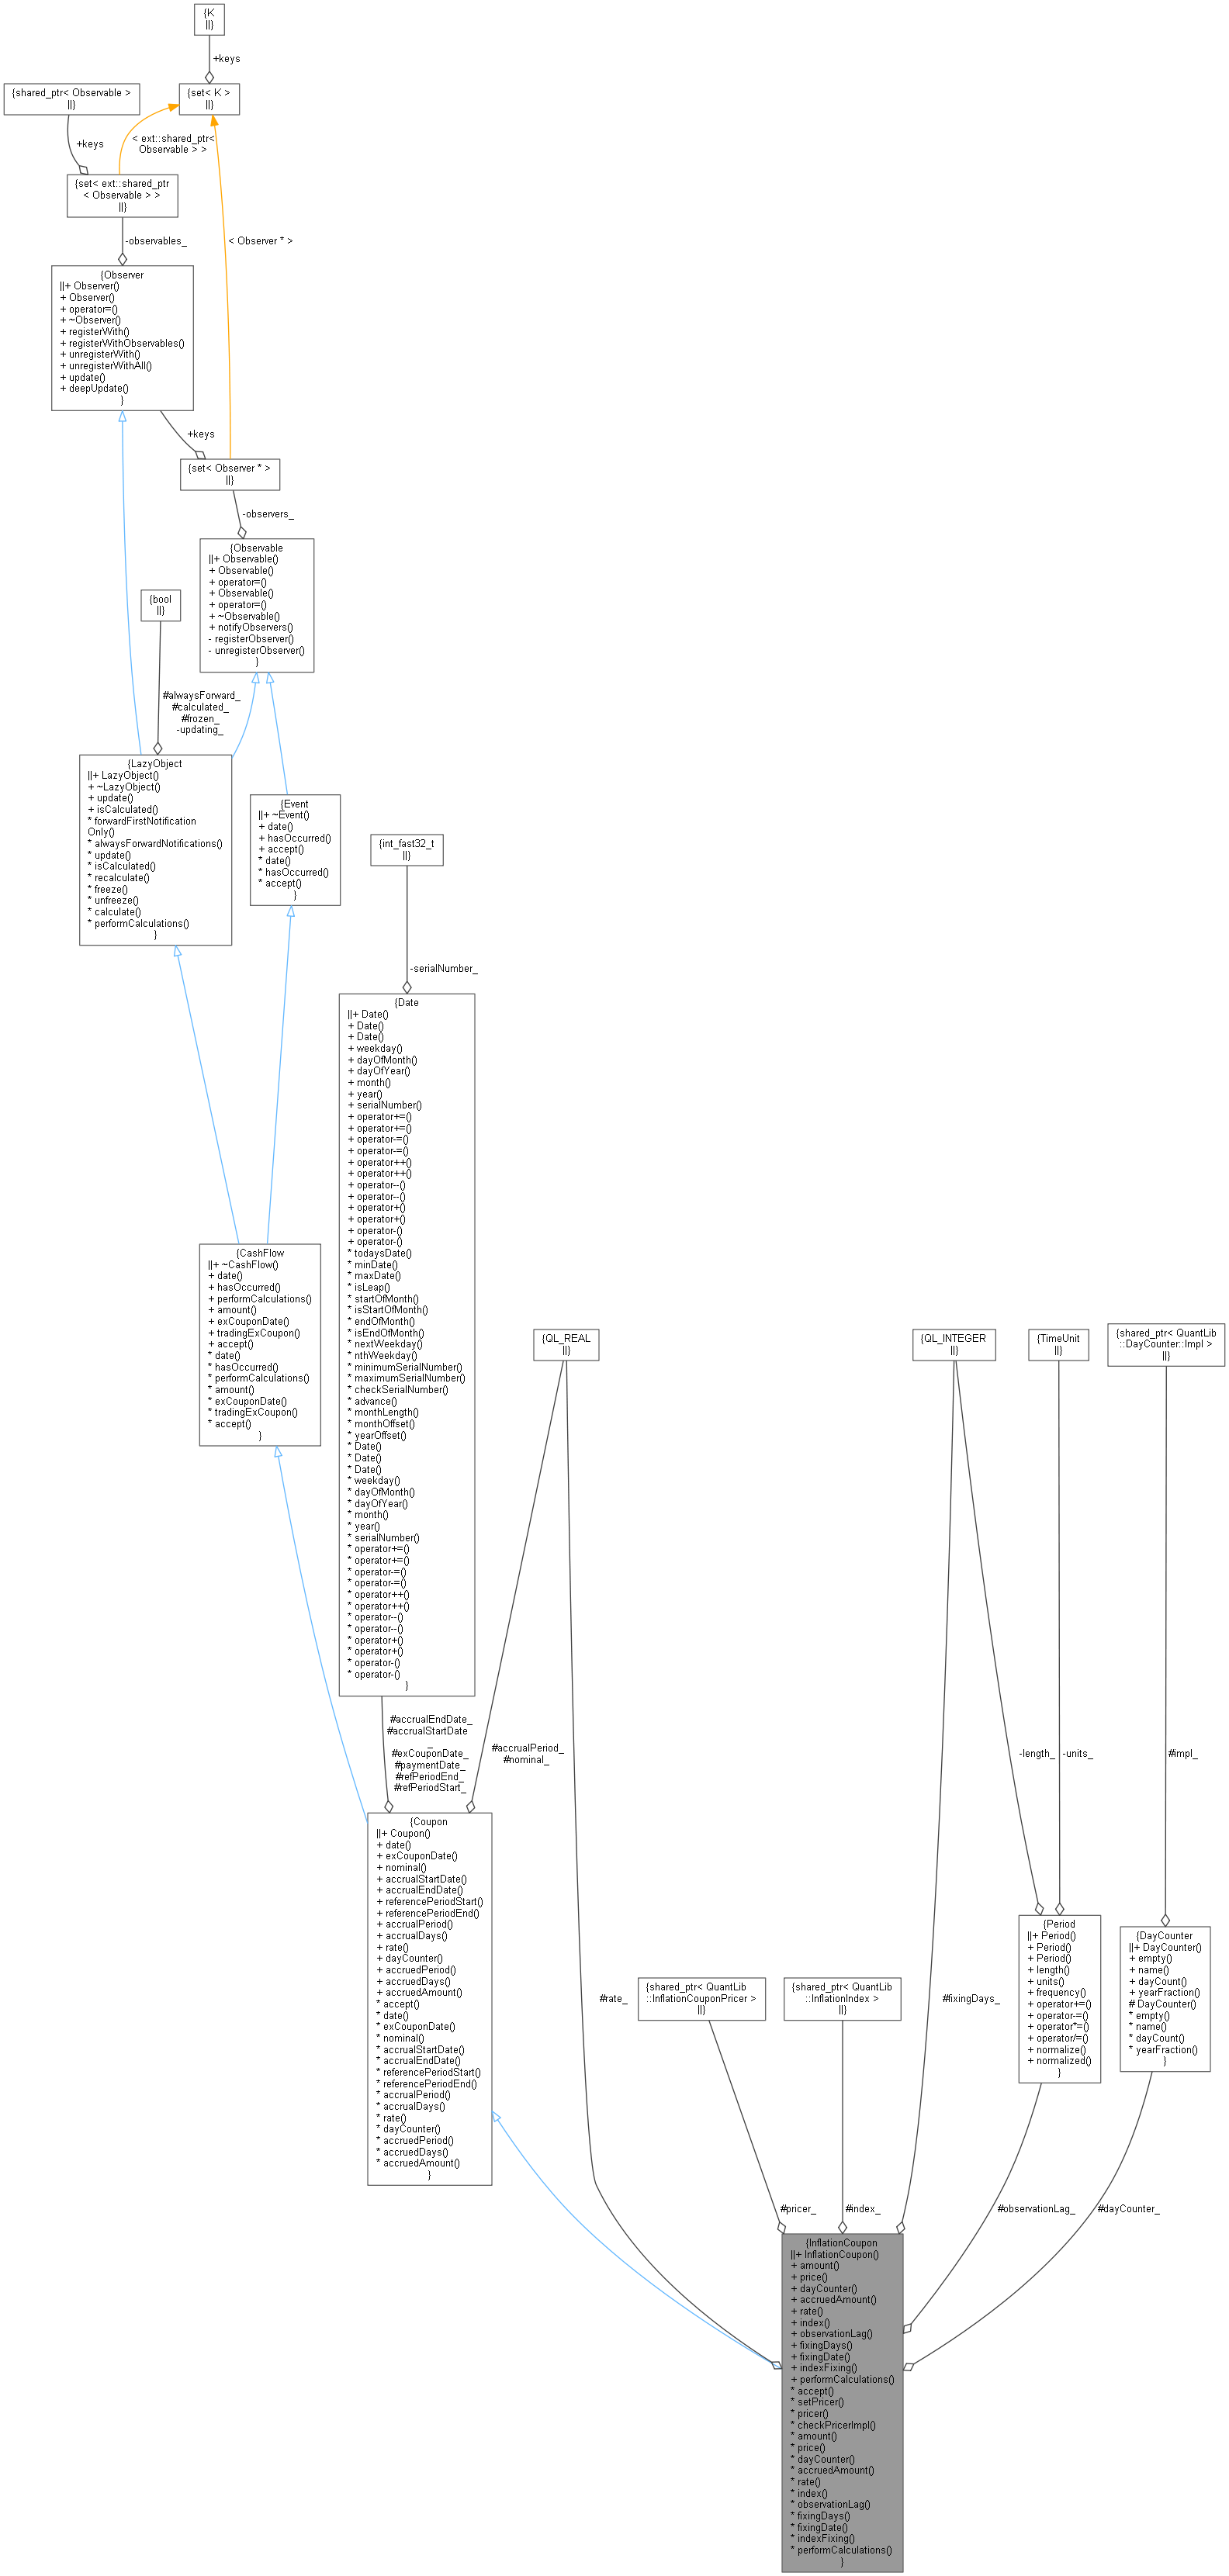 {K
||}
+keys
{shared_ptr< Observable >
||}
{set< K >
||}
+keys
< ext::shared_ptr<
Observable > >
{set< ext::shared_ptr
< Observable > >
||}
-observables_
< Observer * >
{Observer
||+ Observer()
+ Observer()
+ operator=()
+ ~Observer()
+ registerWith()
+ registerWithObservables()
+ unregisterWith()
+ unregisterWithAll()
+ update()
+ deepUpdate()
}
+keys
{set< Observer * >
||}
-observers_
{Observable
||+ Observable()
+ Observable()
+ operator=()
+ Observable()
+ operator=()
+ ~Observable()
+ notifyObservers()
- registerObserver()
- unregisterObserver()
}
{bool
||}
#alwaysForward_
#calculated_
#frozen_
-updating_
{LazyObject
||+ LazyObject()
+ ~LazyObject()
+ update()
+ isCalculated()
* forwardFirstNotification
Only()
* alwaysForwardNotifications()
* update()
* isCalculated()
* recalculate()
* freeze()
* unfreeze()
* calculate()
* performCalculations()
}
{Event
||+ ~Event()
+ date()
+ hasOccurred()
+ accept()
* date()
* hasOccurred()
* accept()
}
{int_fast32_t
||}
-serialNumber_
{Date
||+ Date()
+ Date()
+ Date()
+ weekday()
+ dayOfMonth()
+ dayOfYear()
+ month()
+ year()
+ serialNumber()
+ operator+=()
+ operator+=()
+ operator-=()
+ operator-=()
+ operator++()
+ operator++()
+ operator--()
+ operator--()
+ operator+()
+ operator+()
+ operator-()
+ operator-()
* todaysDate()
* minDate()
* maxDate()
* isLeap()
* startOfMonth()
* isStartOfMonth()
* endOfMonth()
* isEndOfMonth()
* nextWeekday()
* nthWeekday()
* minimumSerialNumber()
* maximumSerialNumber()
* checkSerialNumber()
* advance()
* monthLength()
* monthOffset()
* yearOffset()
* Date()
* Date()
* Date()
* weekday()
* dayOfMonth()
* dayOfYear()
* month()
* year()
* serialNumber()
* operator+=()
* operator+=()
* operator-=()
* operator-=()
* operator++()
* operator++()
* operator--()
* operator--()
* operator+()
* operator+()
* operator-()
* operator-()
}
{CashFlow
||+ ~CashFlow()
+ date()
+ hasOccurred()
+ performCalculations()
+ amount()
+ exCouponDate()
+ tradingExCoupon()
+ accept()
* date()
* hasOccurred()
* performCalculations()
* amount()
* exCouponDate()
* tradingExCoupon()
* accept()
}
{QL_REAL
||}
{QL_INTEGER
||}
{TimeUnit
||}
{shared_ptr< QuantLib
::DayCounter::Impl >
||}
#accrualEndDate_
#accrualStartDate
_
#exCouponDate_
#paymentDate_
#refPeriodEnd_
#refPeriodStart_
#accrualPeriod_
#nominal_
-length_
-units_
#impl_
{Coupon
||+ Coupon()
+ date()
+ exCouponDate()
+ nominal()
+ accrualStartDate()
+ accrualEndDate()
+ referencePeriodStart()
+ referencePeriodEnd()
+ accrualPeriod()
+ accrualDays()
+ rate()
+ dayCounter()
+ accruedPeriod()
+ accruedDays()
+ accruedAmount()
* accept()
* date()
* exCouponDate()
* nominal()
* accrualStartDate()
* accrualEndDate()
* referencePeriodStart()
* referencePeriodEnd()
* accrualPeriod()
* accrualDays()
* rate()
* dayCounter()
* accruedPeriod()
* accruedDays()
* accruedAmount()
}
#rate_
{shared_ptr< QuantLib
::InflationCouponPricer >
||}
{shared_ptr< QuantLib
::InflationIndex >
||}
#fixingDays_
{Period
||+ Period()
+ Period()
+ Period()
+ length()
+ units()
+ frequency()
+ operator+=()
+ operator-=()
+ operator*=()
+ operator/=()
+ normalize()
+ normalized()
}
{DayCounter
||+ DayCounter()
+ empty()
+ name()
+ dayCount()
+ yearFraction()
# DayCounter()
* empty()
* name()
* dayCount()
* yearFraction()
}
#pricer_
#index_
#observationLag_
#dayCounter_
{InflationCoupon
||+ InflationCoupon()
+ amount()
+ price()
+ dayCounter()
+ accruedAmount()
+ rate()
+ index()
+ observationLag()
+ fixingDays()
+ fixingDate()
+ indexFixing()
+ performCalculations()
* accept()
* setPricer()
* pricer()
* checkPricerImpl()
* amount()
* price()
* dayCounter()
* accruedAmount()
* rate()
* index()
* observationLag()
* fixingDays()
* fixingDate()
* indexFixing()
* performCalculations()
}